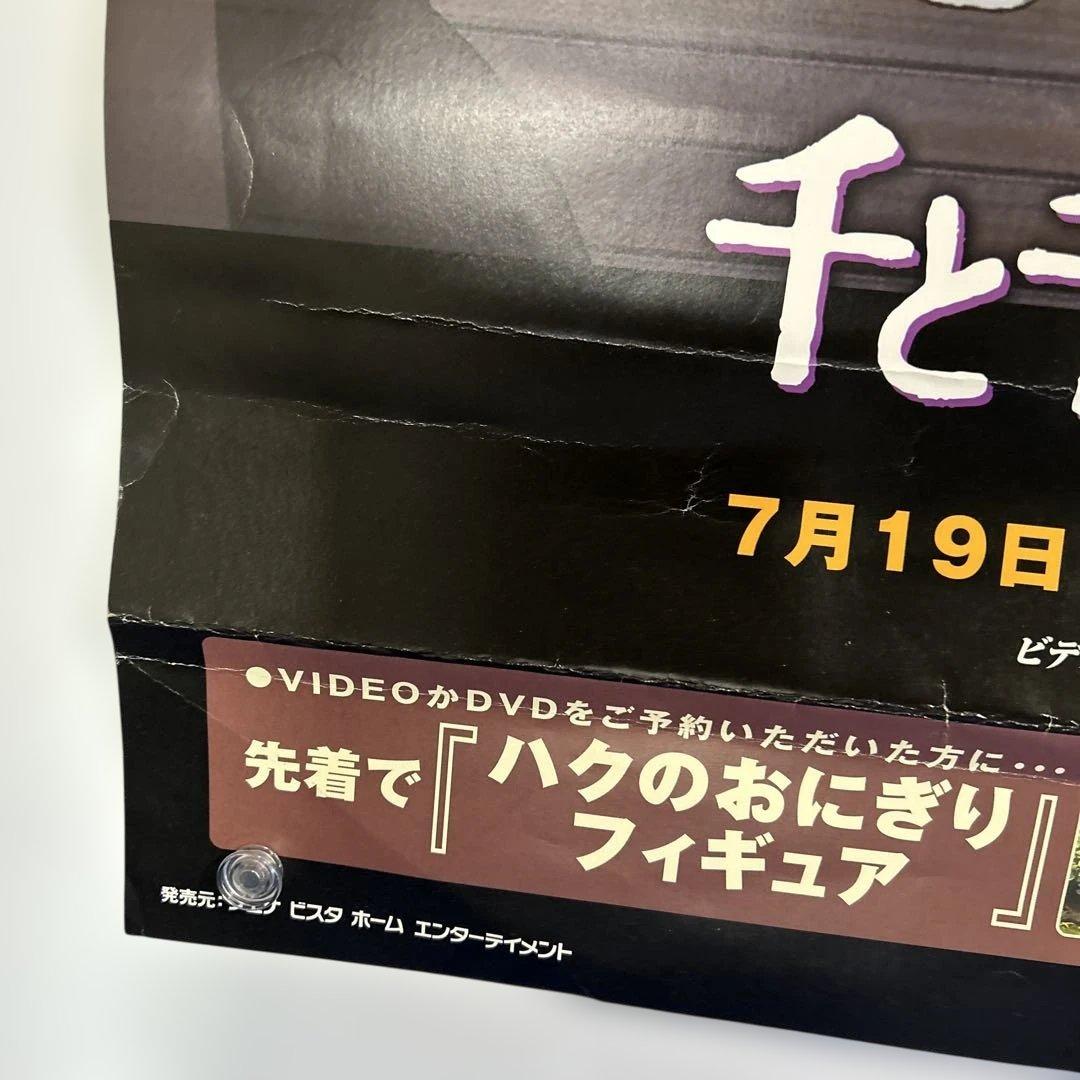 千と
7月19日
ビデ
●VIDEOかDVDをご予約いただいた方に・・・
先着で『ハクのおにぎり
フィギュア』
発売元: ビスタ ホーム エンターテイメント